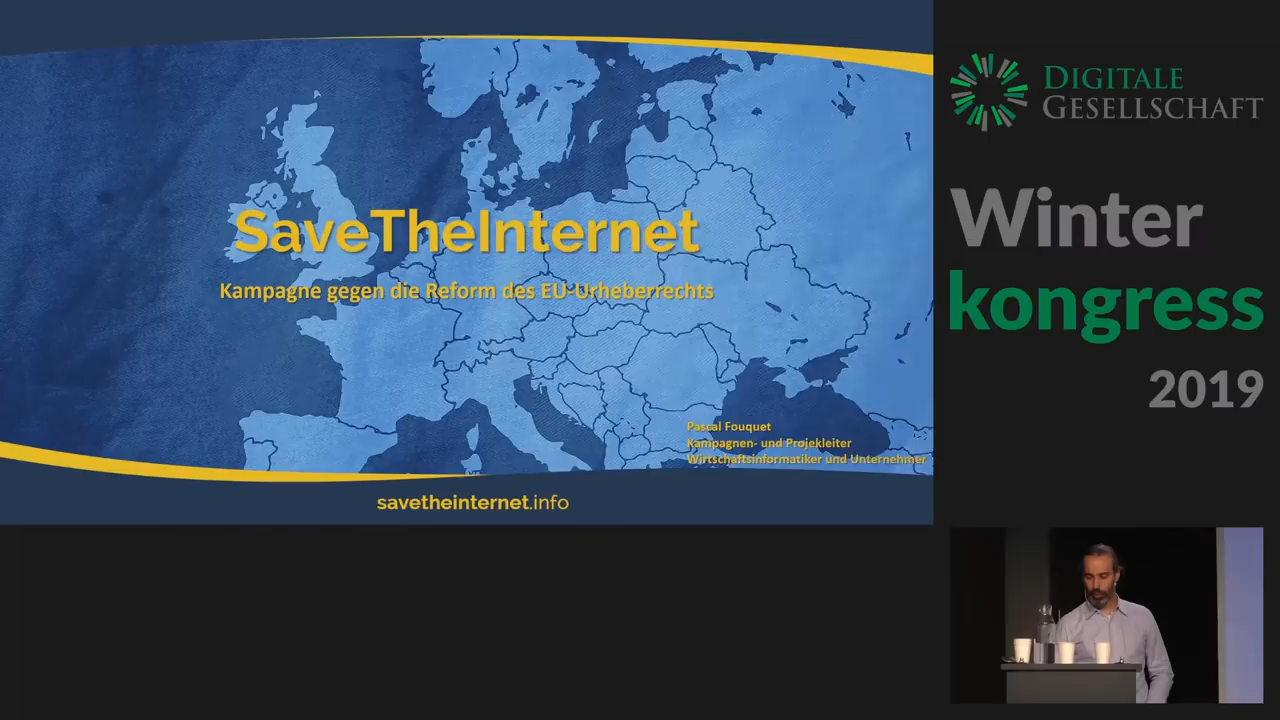 SaveTheInternet
Kampagne gegen die Reform des EU-Urheberrechts
Pascal Fouquet
Kampagnen- und Projekleiter
Wirtschaftsinformatiker und Unternehmer
savetheinternet.info
DIGITALE
GESELLSCHAFT
Winter
kongress
2019